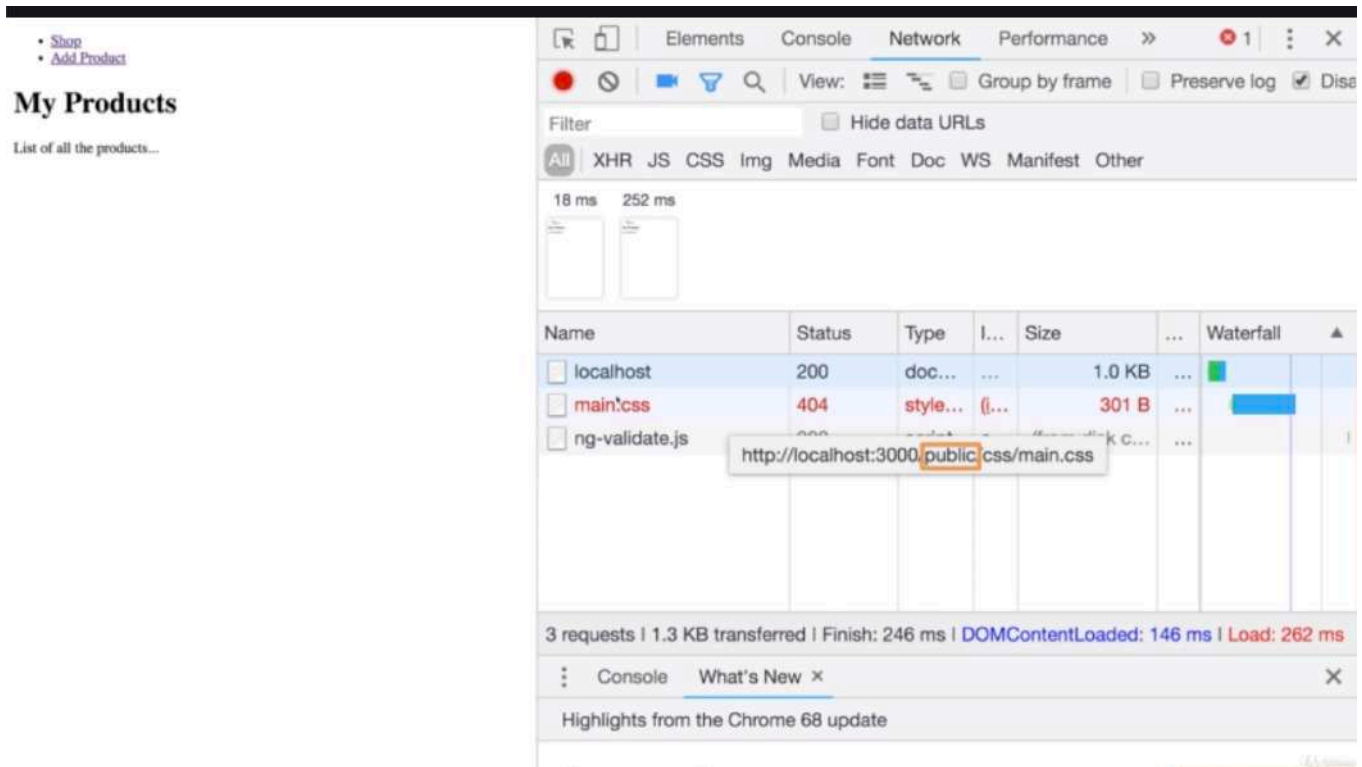 Shop
Add Product
My Products
List of all the products...
Elements Console Network Performance » 1
View: Group by frame Preserve log Disa
Filter Hide data URLs
All XHR JS CSS Img Media Font Doc WS Manifest Other
18 ms 252 ms
Name Status Type I... Size ... Waterfall
localhost 200 doc... ... 1.0 KB ...
main.css 404 style... (i... 301 B ...
ng-validate.js k c... ...
http://localhost:3000/public/css/main.css
3 requests | 1.3 KB transferred | Finish: 246 ms | DOMContentLoaded: 146 ms | Load: 262 ms
Console What's New ×
Highlights from the Chrome 68 update